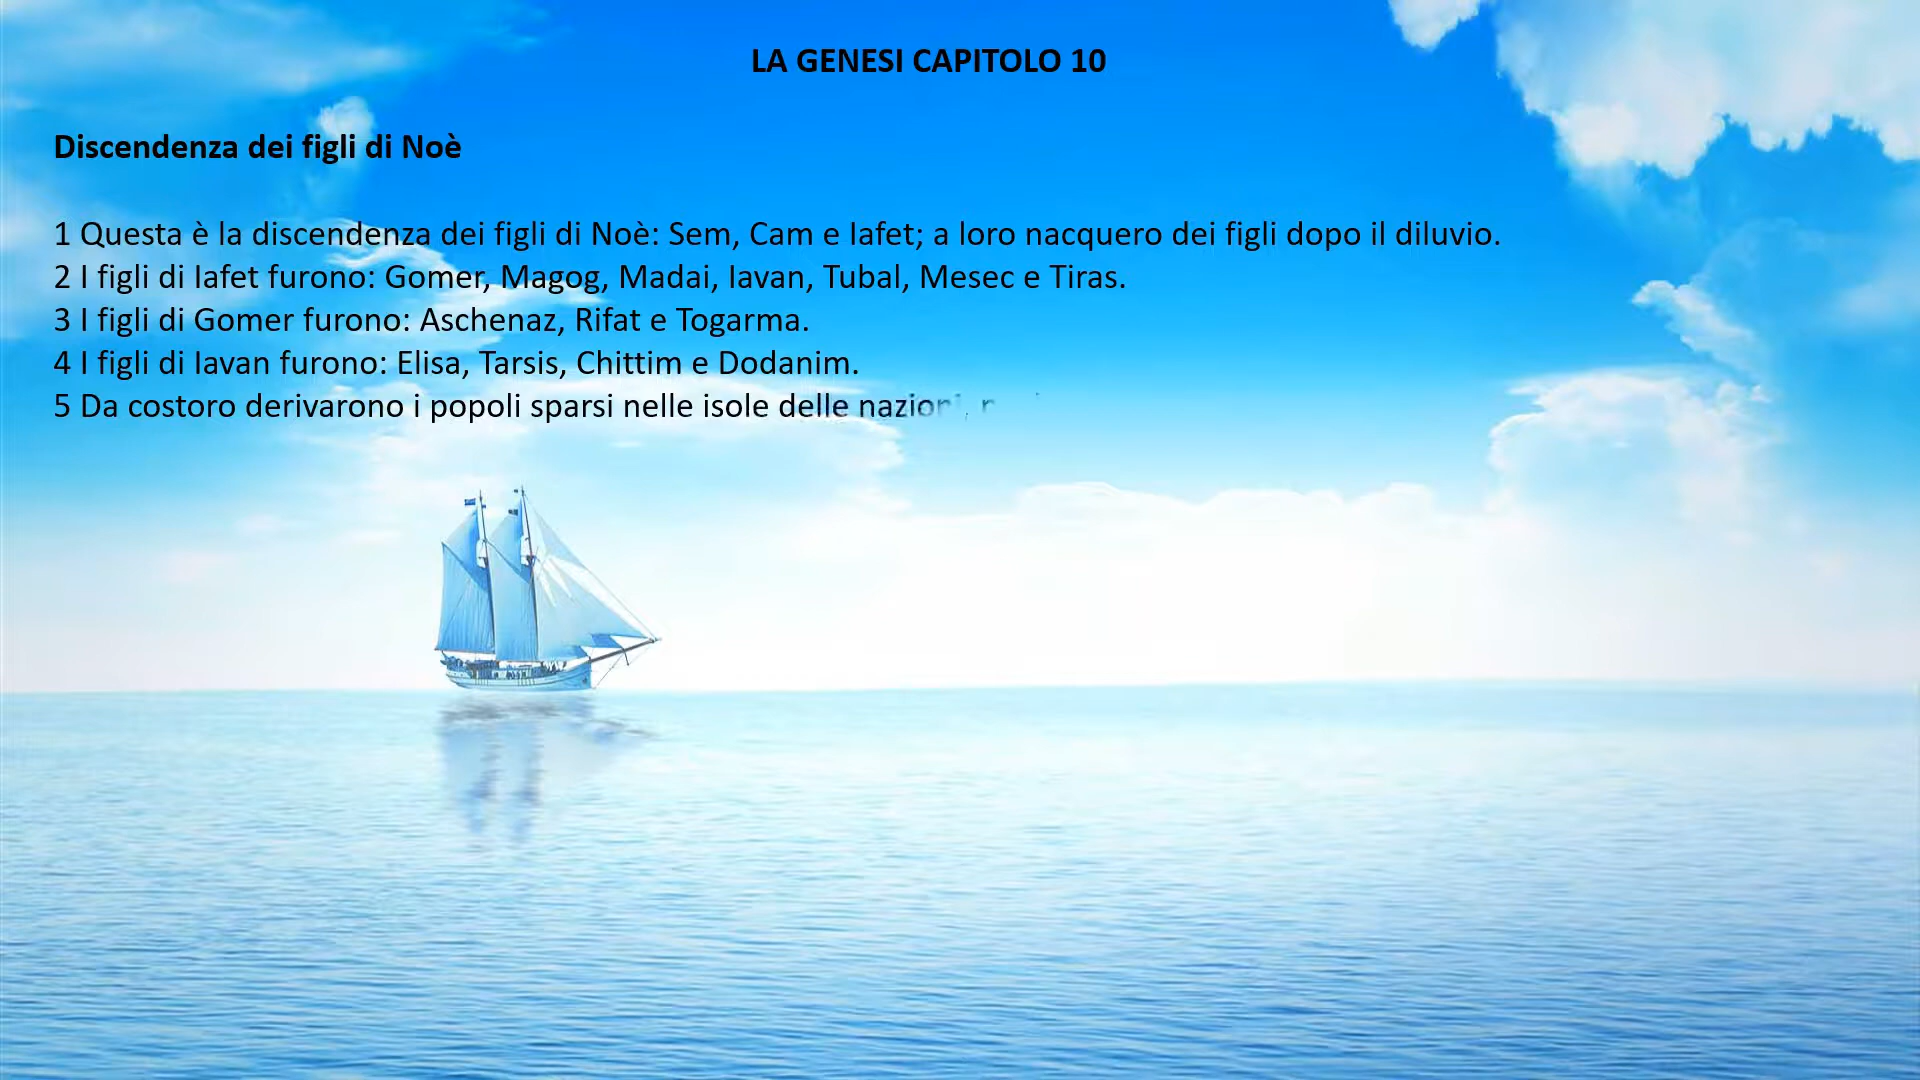 LA GENESI CAPITOLO 10
Discendenza dei figli di Noè
1 Questa è la discendenza dei figli di Noè: Sem, Cam e Iafet; a loro nacquero dei figli dopo il diluvio.
2 I figli di Iafet furono: Gomer, Magog, Madai, Iavan, Tubal, Mesec e Tiras.
3 I figli di Gomer furono: Aschenaz, Rifat e Togarma.
4 I figli di Iavan furono: Elisa, Tarsis, Chittim e Dodanim.
5 Da costoro derivarono i popoli sparsi nelle isole delle nazioni,